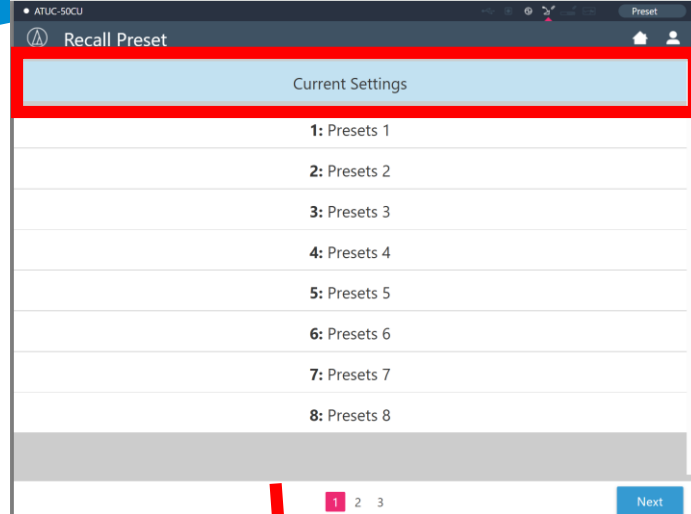 ATUC-50CU
Preset
Recall Preset
Current Settings
1: Presets 1
2: Presets 2
3: Presets 3
4: Presets 4
5: Presets 5
6: Presets 6
7: Presets 7
8: Presets 8
1 2 3
Next